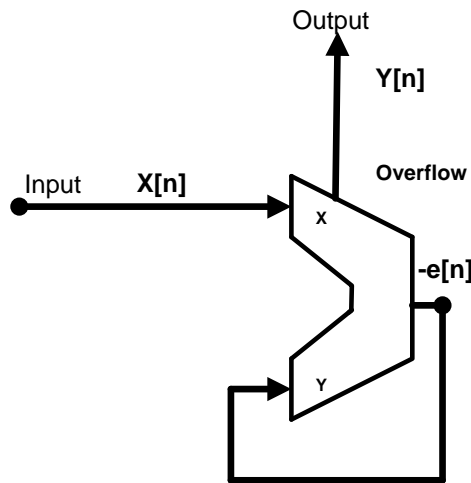 Output
Y[n]
Overflow
Input
X[n]
X
-e[n]
Y